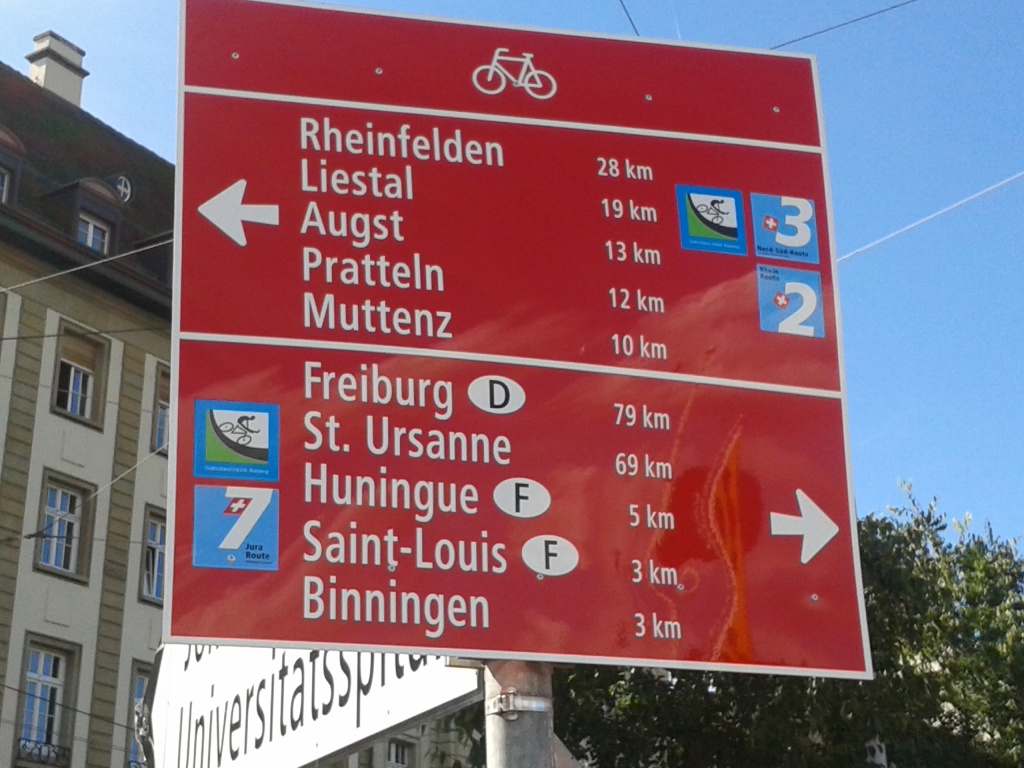 Rheinfelden 28 km
Liestal 19 km
Augst 13 km
Pratteln 12 km
Muttenz 10 km
3
Nord-Süd-Route
Rhein
Route
2
Freiburg D 79 km
St. Ursanne 69 km
Huningue F 5 km
Saint-Louis F 3 km
Binningen 3 km
7
Jura
Route